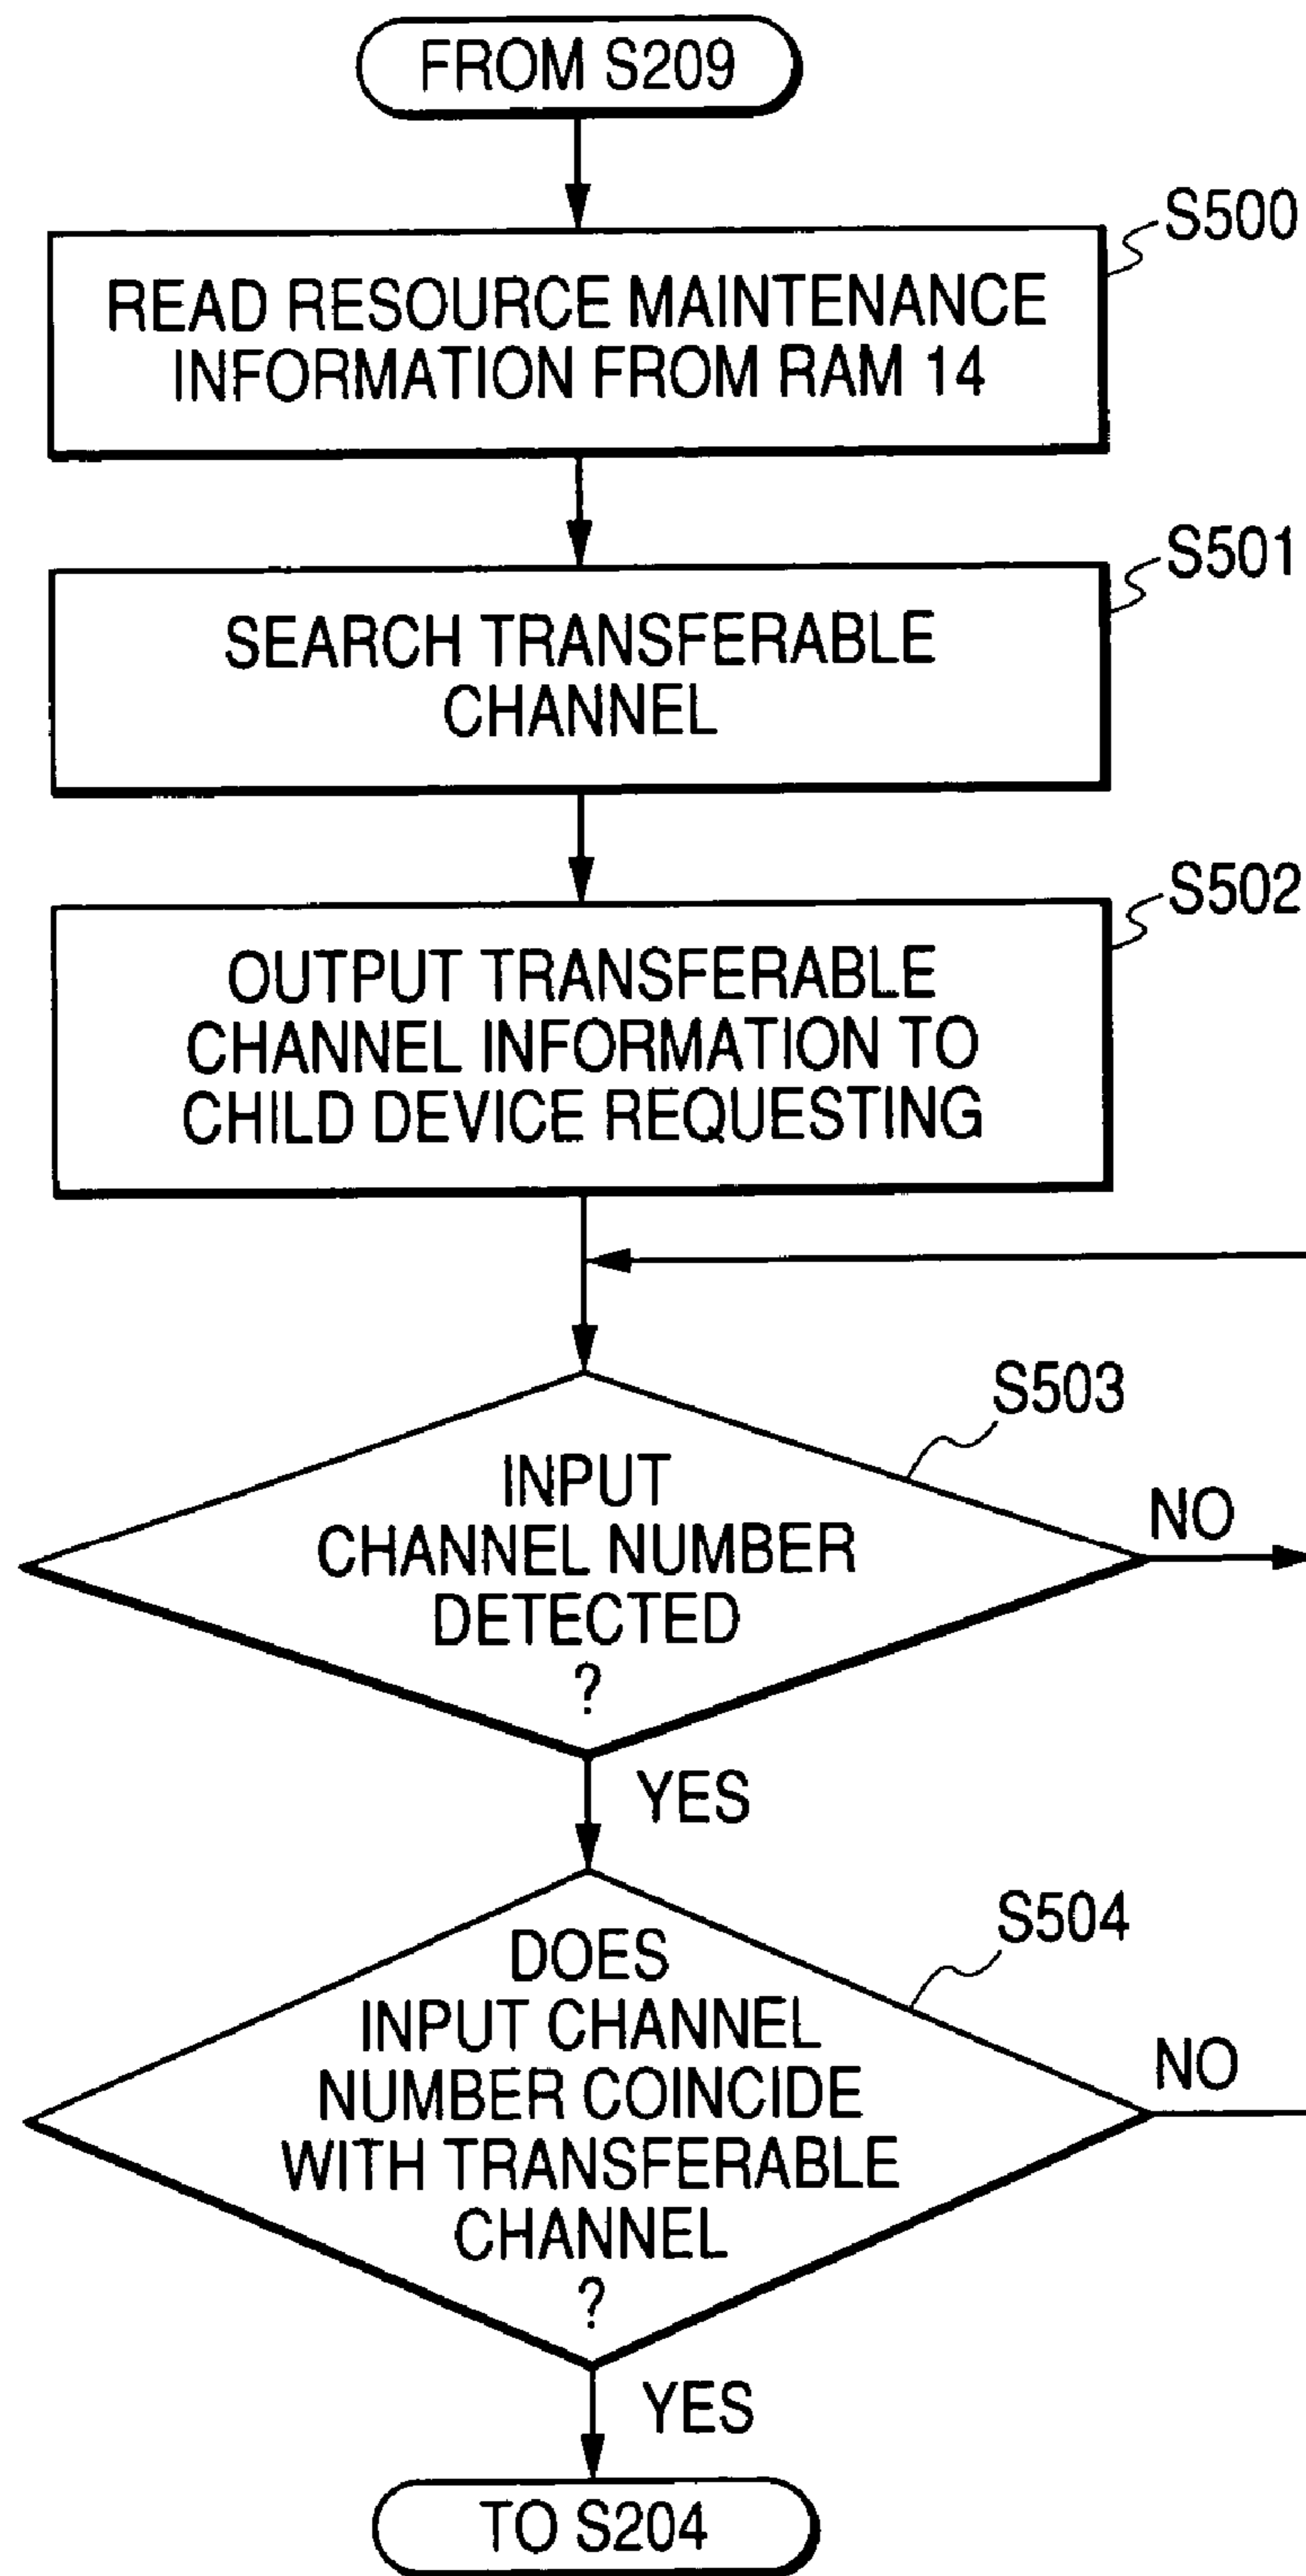 FROM S209
S500
READ RESOURCE MAINTENANCE
INFORMATION FROM RAM 14
S501
SEARCH TRANSFERABLE
CHANNEL
S502
OUTPUT TRANSFERABLE
CHANNEL INFORMATION TO
CHILD DEVICE REQUESTING
S503
INPUT
CHANNEL NUMBER
DETECTED
?
NO
YES
S504
DOES
INPUT CHANNEL
NUMBER COINCIDE
WITH TRANSFERABLE
CHANNEL
?
NO
YES
TO S204